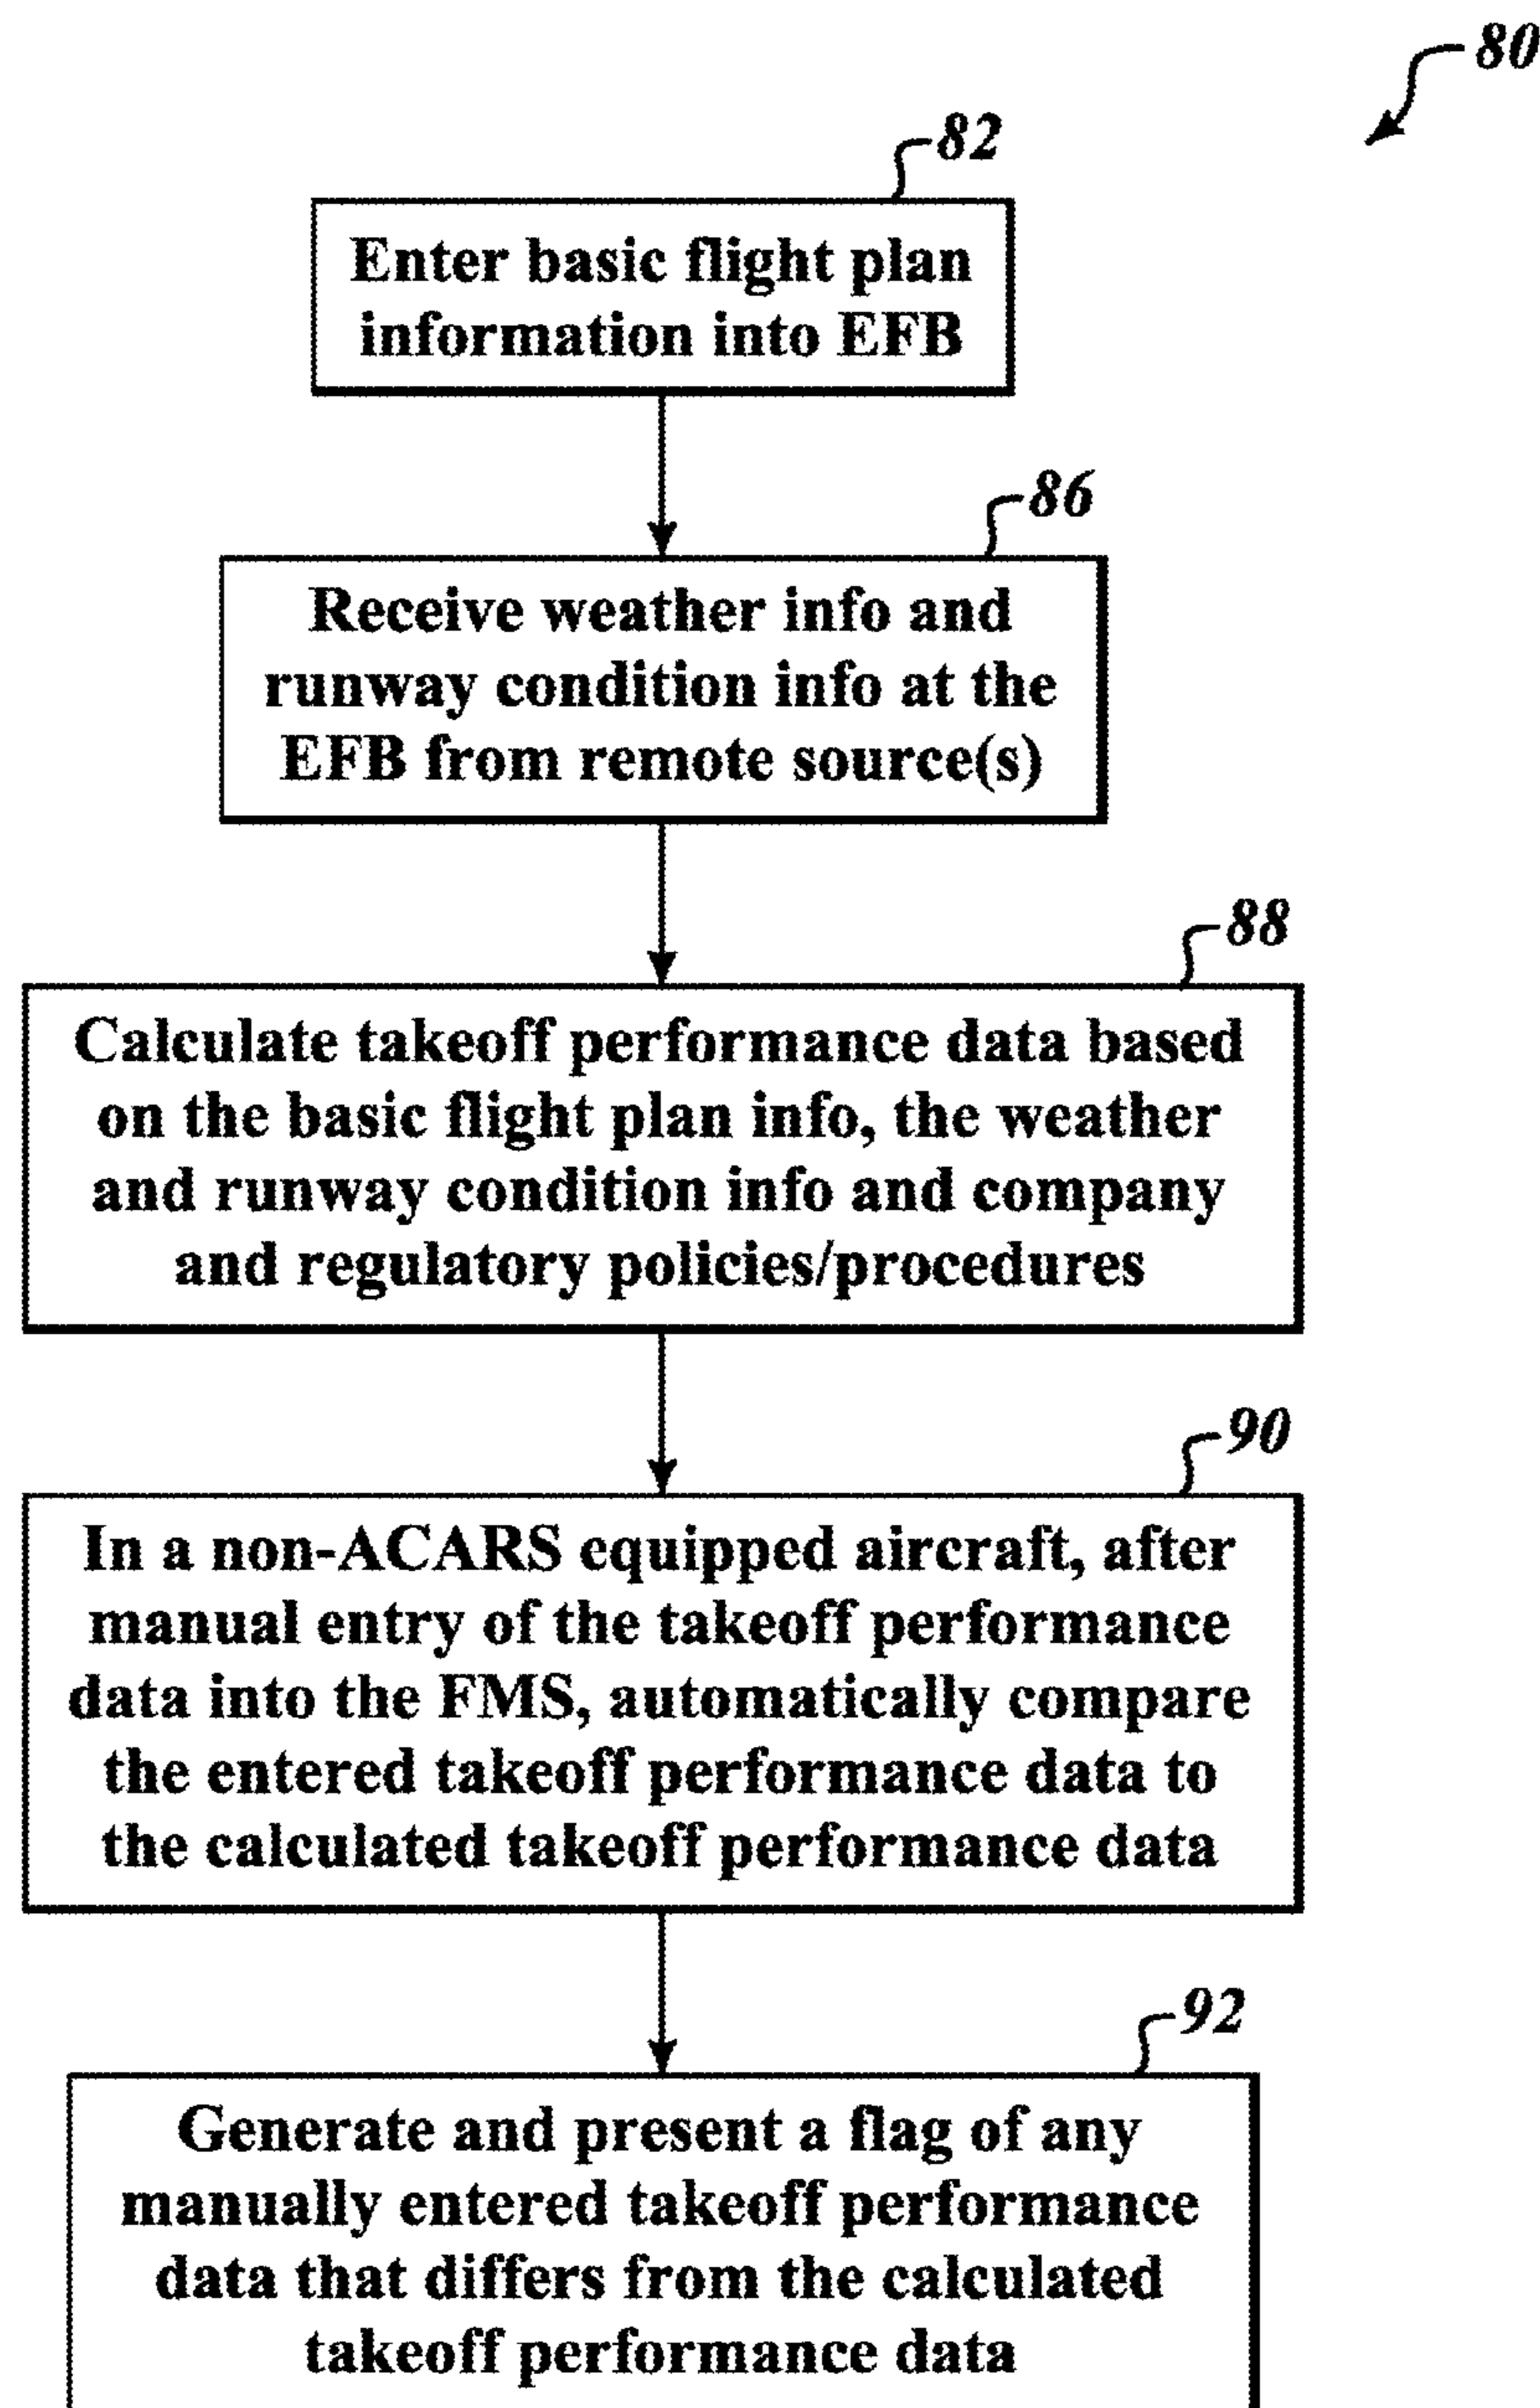 80
82
Enter basic flight plan
information into EFB
86
Receive weather info and
runway condition info at the
EFB from remote source(s)
88
Calculate takeoff performance data based
on the basic flight plan info, the weather
and runway condition info and company
and regulatory policies/procedures
90
In a non-ACARS equipped aircraft, after
manual entry of the takeoff performance
data into the FMS, automatically compare
the entered takeoff performance data to
the calculated takeoff performance data
92
Generate and present a flag of any
manually entered takeoff performance
data that differs from the calculated
takeoff performance data